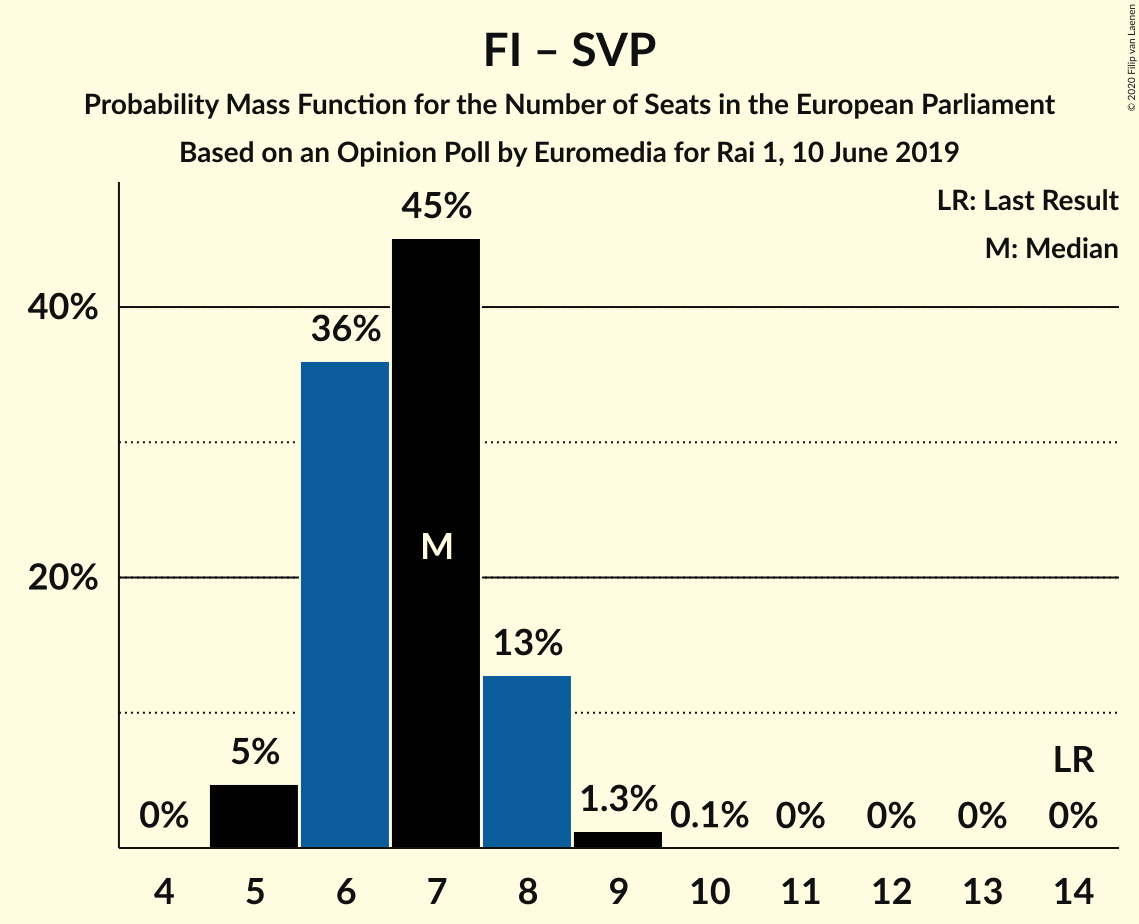 FI – SVP
Probability Mass Function for the Number of Seats in the European Parliament
Based on an Opinion Poll by Euromedia for Rai 1, 10 June 2019
© 2020 Filip van Laenen
LR: Last Result
M: Median
40%
20%
0%
5%
36%
45%
M
13%
1.3%
0.1%
0%
0%
0%
LR
0%
4 5 6 7 8 9 10 11 12 13 14